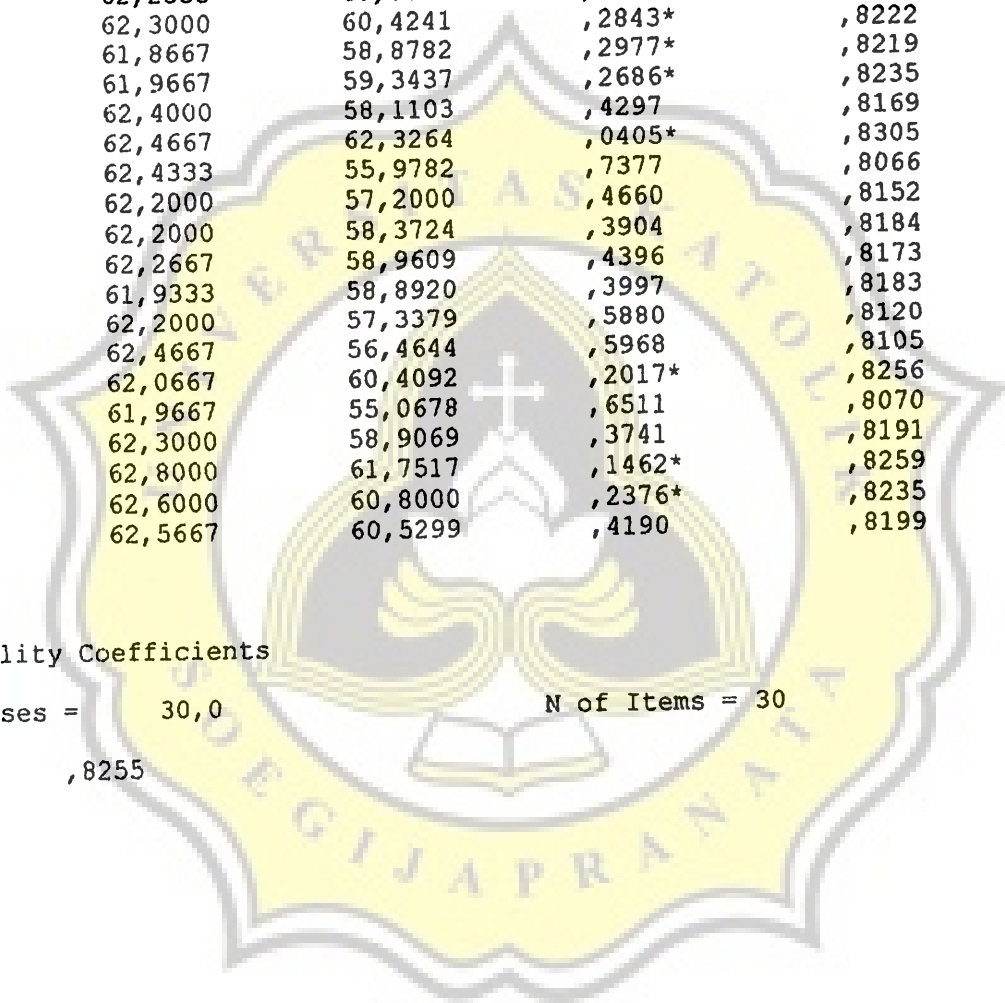 62,3000 60,4241 ,2843* ,8222
61,8667 58,8782 ,2977* ,8219
61,9667 59,3437 ,2686* ,8235
62,4000 58,1103 ,4297 ,8169
62,4667 62,3264 ,0405* ,8305
62,4333 55,9782 ,7377 ,8066
62,2000 57,2000 ,4660 ,8152
62,2000 58,3724 ,3904 ,8184
62,2667 58,9609 ,4396 ,8173
61,9333 58,8920 ,3997 ,8183
62,2000 57,3379 ,5880 ,8120
62,4667 56,4644 ,5968 ,8105
62,0667 60,4092 ,2017* ,8256
61,9667 55,0678 ,6511 ,8070
62,3000 58,9069 ,3741 ,8191
62,8000 61,7517 ,1462* ,8259
62,6000 60,8000 ,2376* ,8235
62,5667 60,5299 ,4190 ,8199
lity Coefficients
ses = 30,0 N of Items = 30
,8255
SOEGIJAPRANATA